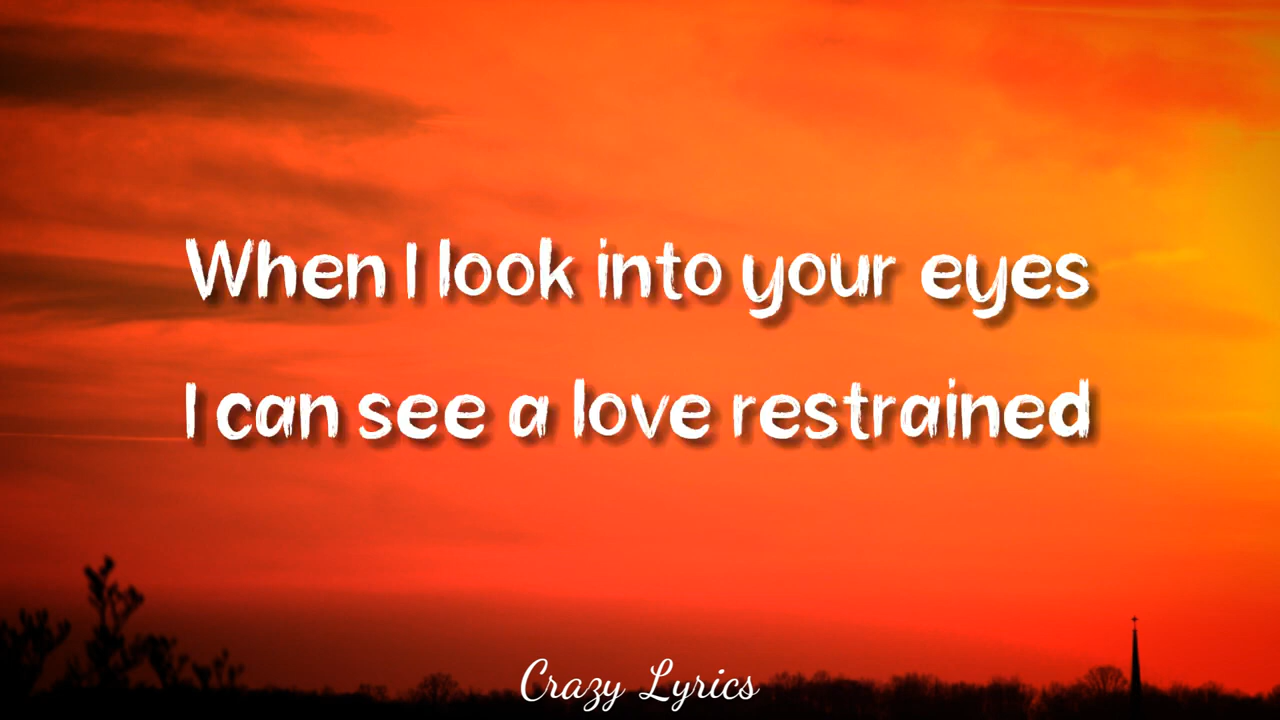 When I look into your eyes
I can see a love restrained
Crazy Lyrics